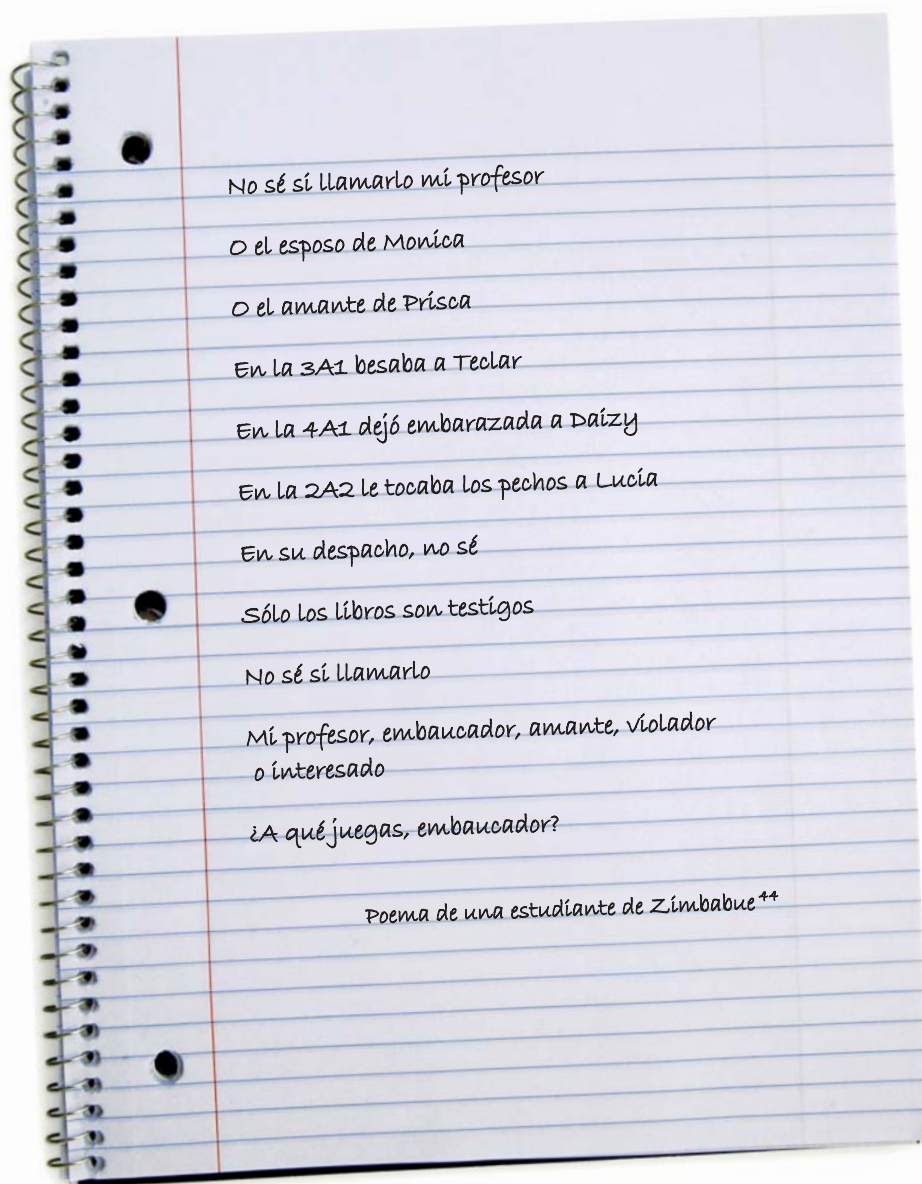 No sé si llamarlo mi profesor
O el esposo de Monica
O el amante de Prisca
En la 3A1 besaba a Teclar
En la 4A1 dejó embarazada a Daizy
En la 2A2 le tocaba los pechos a Lucía
En su despacho, no sé
Sólo los libros son testigos
No sé si llamarlo
Mi profesor, embaucador, amante, violador
o interesado
¿A qué juegas, embaucador?
Poema de una estudiante de Zimbabue⁴⁴